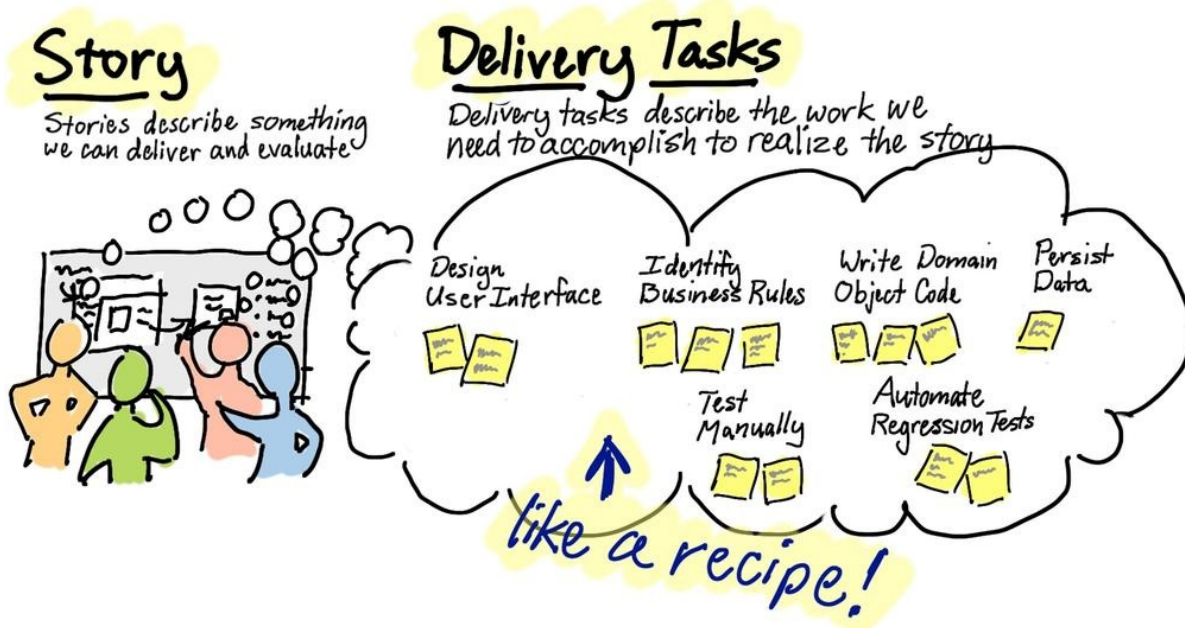 Story
Stories describe something
we can deliver and evaluate
Delivery Tasks
Delivery tasks describe the work we
need to accomplish to realize the story
Design
User Interface
Identify
Business Rules
Write Domain
Object Code
Persist
Data
Test
Manually
Automate
Regression Tests
like a recipe!